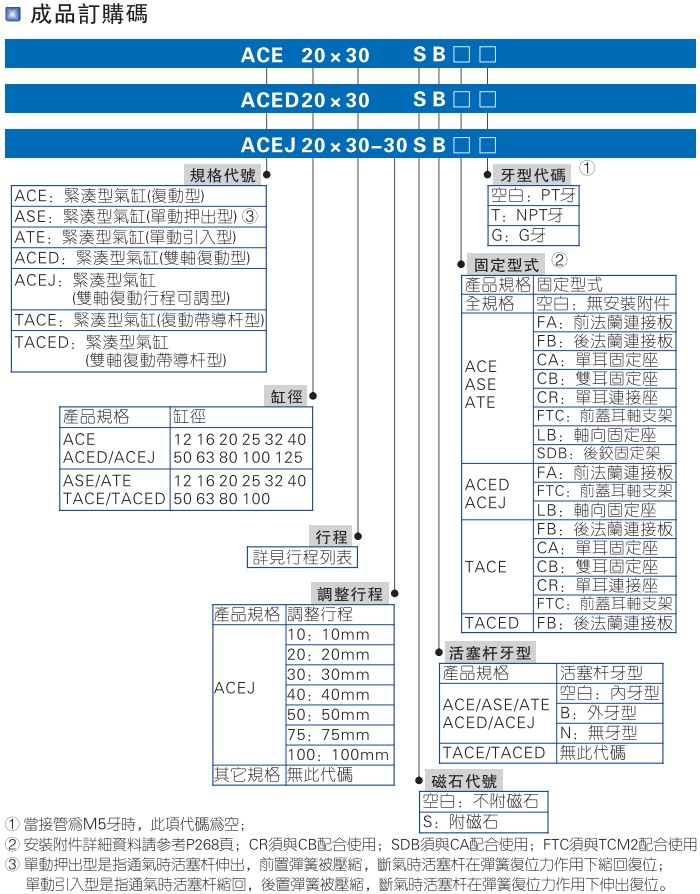 成品訂購碼
ACE 20×30 S B □ □
ACED 20×30 S B □ □
ACEJ 20×30-30 S B □ □
規格代號
ACE：緊湊型氣缸(復動型)
ASE：緊湊型氣缸(單動押出型) ③
ATE：緊湊型氣缸(單動引入型)
ACED：緊湊型氣缸(雙軸復動型)
ACEJ：緊湊型氣缸
(雙軸復動行程可調型)
TACE：緊湊型氣缸(復動帶導杆型)
TACED：緊湊型氣缸
(雙軸復動帶導杆型)
缸徑
產品規格 缸徑
ACE 12 16 20 25 32 40
ACED/ACEJ 50 63 80 100 125
ASE/ATE 12 16 20 25 32 40
TACE/TACED 50 63 80 100
行程
詳見行程列表
調整行程
產品規格 調整行程
ACEJ
10：10mm
20：20mm
30：30mm
40：40mm
50：50mm
75：75mm
100：100mm
其它規格 無此代碼
牙型代碼 ①
空白：PT牙
T：NPT牙
G：G牙
固定型式 ②
產品規格 固定型式
全規格 空白：無安裝附件
ACE
ASE
ATE
FA：前法蘭連接板
FB：後法蘭連接板
CA：單耳固定座
CB：雙耳固定座
CR：單耳連接座
FTC：前蓋耳軸支架
LB：軸向固定座
SDB：後鉸固定架
ACED
ACEJ
FA：前法蘭連接板
FTC：前蓋耳軸支架
LB：軸向固定座
TACE
FB：後法蘭連接板
CA：單耳固定座
CB：雙耳固定座
CR：單耳連接座
FTC：前蓋耳軸支架
TACED FB：後法蘭連接板
活塞杆牙型
產品規格 活塞杆牙型
ACE/ASE/ATE
ACED/ACEJ
空白：內牙型
B：外牙型
N：無牙型
TACE/TACED 無此代碼
磁石代號
空白：不附磁石
S：附磁石
① 當接管爲M5牙時，此項代碼爲空；
② 安裝附件詳細資料請參考P268頁；CR須與CB配合使用；SDB須與CA配合使用；FTC須與TCM2配合使用
③ 單動押出型是指通氣時活塞杆伸出，前置彈簧被壓縮，斷氣時活塞杆在彈簧復位力作用下縮回復位；
單動引入型是指通氣時活塞杆縮回，後置彈簧被壓縮，斷氣時活塞杆在彈簧復位力作用下伸出復位。